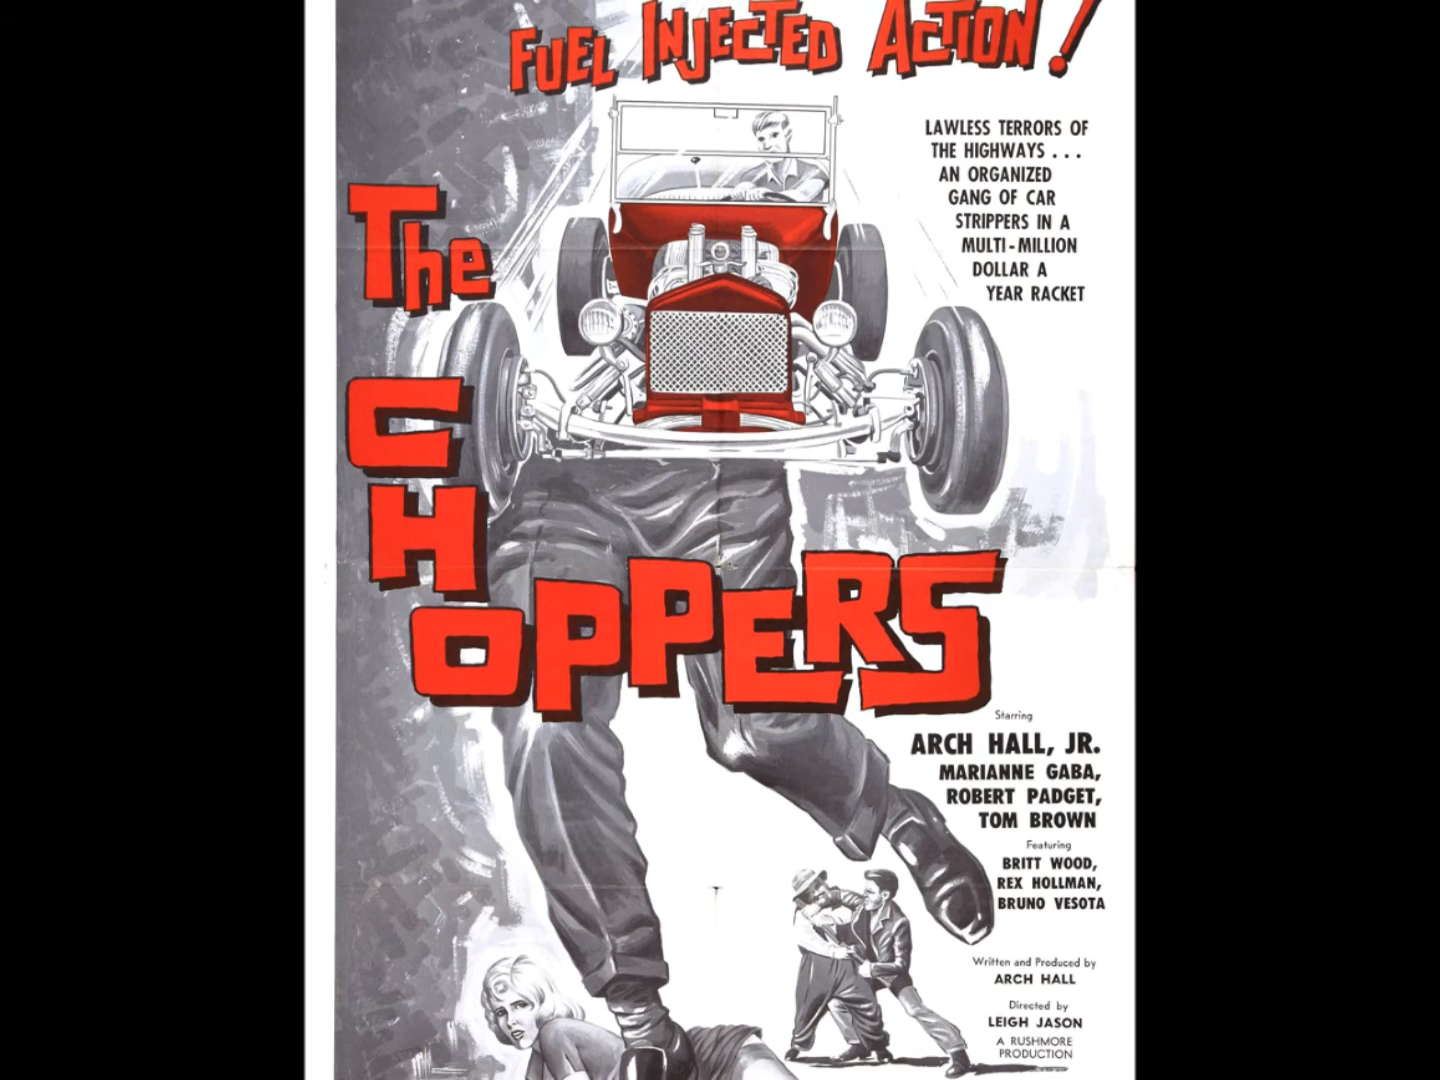 FUEL INJECTED ACTION!
LAWLESS TERRORS OF
THE HIGHWAYS . . .
AN ORGANIZED
GANG OF CAR
STRIPPERS IN A
MULTI-MILLION
DOLLAR A
YEAR RACKET
The
CHOPPERS
Starring
ARCH HALL, JR.
MARIANNE GABA,
ROBERT PADGET,
TOM BROWN
Featuring
BRITT WOOD,
REX HOLLMAN,
BRUNO VESOTA
Written and Produced by
ARCH HALL
Directed by
LEIGH JASON
A RUSHMORE
PRODUCTION